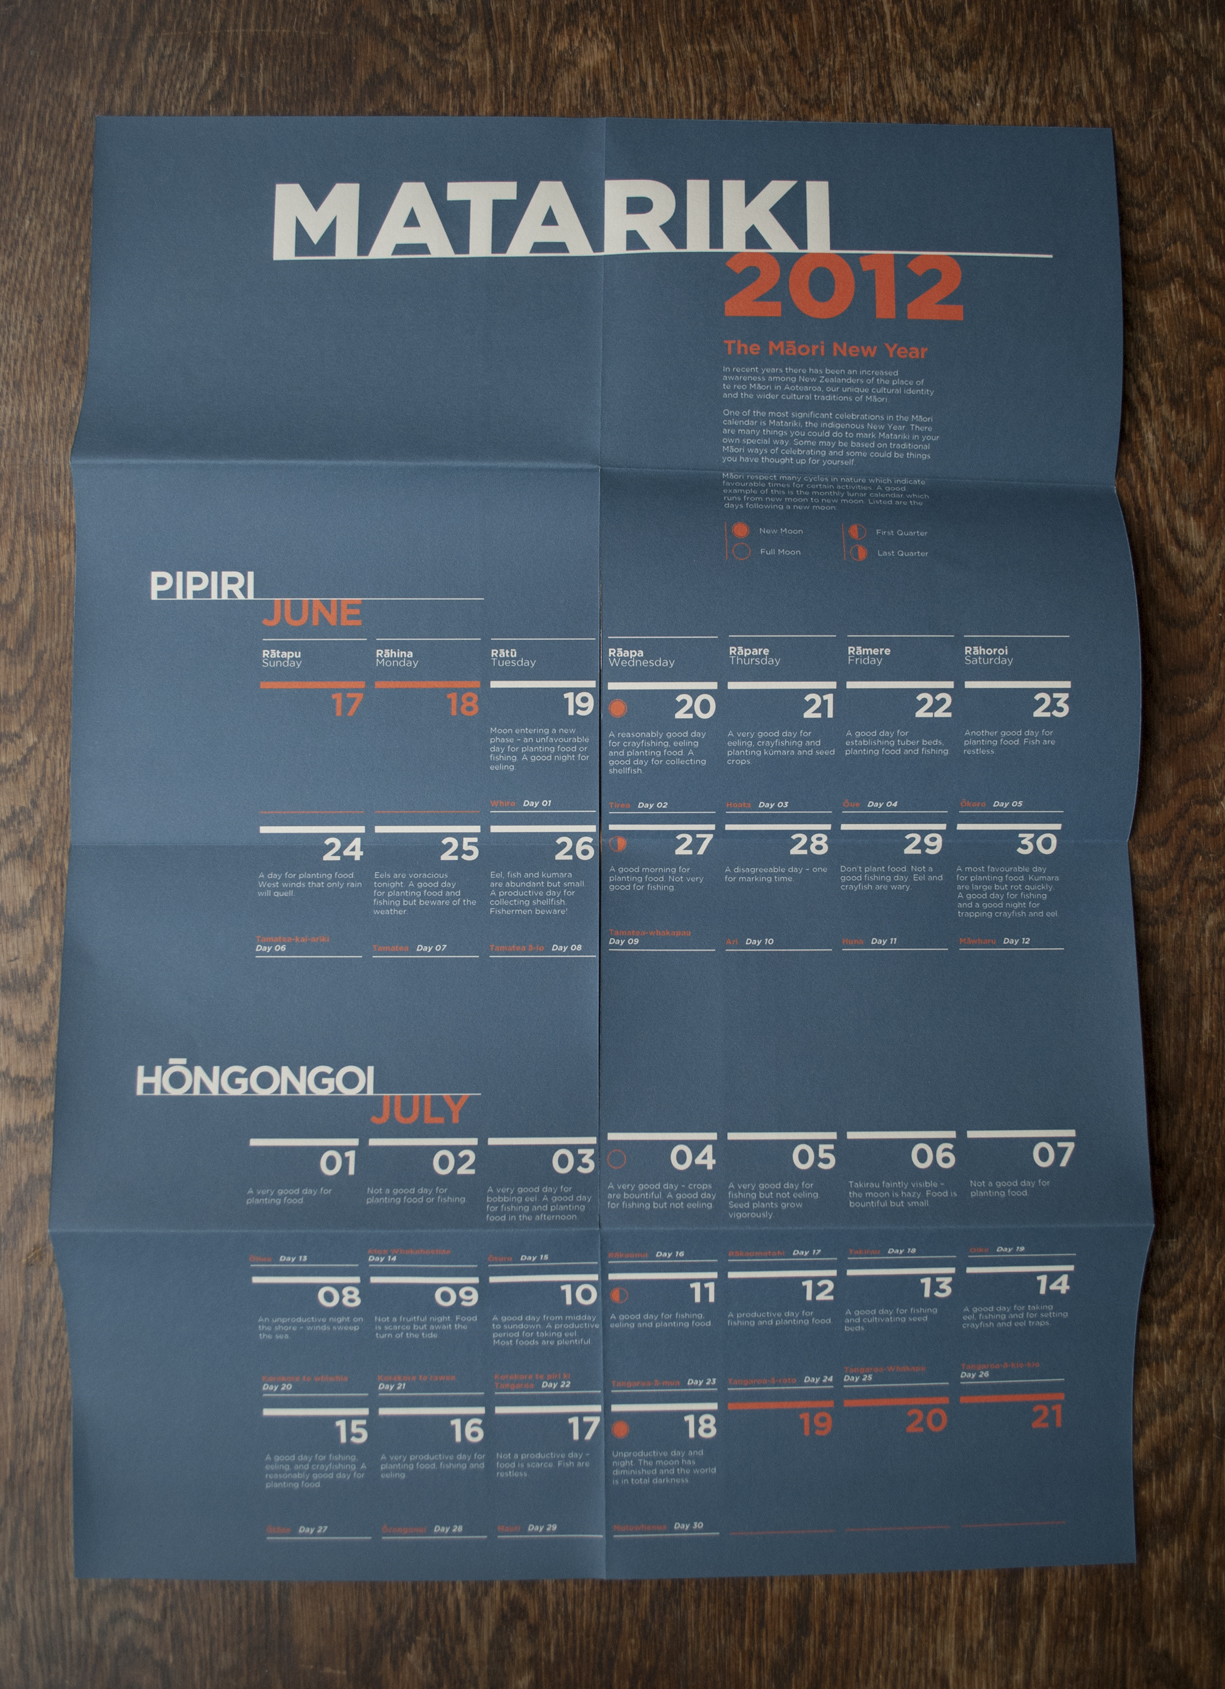 MATARIKI
2012
The Māori New Year
In recent years there has been an increased
awareness among New Zealanders of the place of
te reo Māori in Aotearoa, our unique cultural identity
and the wider cultural traditions of Māori.
One of the most significant celebrations in the Māori
calendar is Matariki, the indigenous New Year. There
are many things you could do to mark Matariki in your
own special way. Some may be based on traditional
Māori ways of celebrating and some could be things
you have thought up for yourself.
Māori respect many cycles in nature which indicate
favourable times for certain activities. A good
example of this is the monthly lunar calendar which
runs from new moon to new moon. Listed are the
days following a new moon.
New Moon
First Quarter
Full Moon
Last Quarter
PIPIRI
JUNE
Rātapu
Sunday
Rāhina
Monday
Rātū
Tuesday
Rāapa
Wednesday
Rāpare
Thursday
Rāmere
Friday
Rāhoroi
Saturday
17
18
19
Moon entering a new
phase – an unfavourable
day for planting food or
fishing. A good night for
eeling.
Whiro Day 01
20
A reasonably good day
for crayfishing, eeling
and planting food. A
good day for collecting
shellfish.
Tirea Day 02
21
A very good day for
eeling, crayfishing and
planting kūmara and seed
crops.
Hoata Day 03
22
A good day for
establishing tuber beds,
planting food and fishing.
Ōue Day 04
23
Another good day for
planting food. Fish are
restless.
Ōkoro Day 05
24
A day for planting food.
West winds that only rain
will quell.
Tamatea-kai-ariki
Day 06
25
Eels are voracious
tonight. A good day
for planting food and
fishing but beware of the
weather.
Tamatea Day 07
26
Eel, fish and kumara
are abundant but small.
A productive day for
collecting shellfish.
Fishermen beware!
Tamatea ā-io Day 08
27
A good morning for
planting food. Not very
good for fishing.
Tamatea-whakapau
Day 09
28
A disagreeable day – one
for marking time.
Ari Day 10
29
Don't plant food. Not a
good fishing day. Eel and
crayfish are wary.
Huna Day 11
30
A most favourable day
for planting food. Kumara
are large but rot quickly.
A good day for fishing
and a good night for
trapping crayfish and eel.
Māwharu Day 12
HŌNGONGOI
JULY
01
A very good day for
planting food.
Day 13
02
Not a good day for
planting food or fishing.
Atua Whakahaehae
Day 14
03
A very good day for
bobbing eel. A good day
for fishing and planting
food in the afternoon.
Day 15
04
A very good day – crops
are bountiful. A good day
for fishing but not eeling.
Rākaunui Day 16
05
A very good day for
fishing but not eeling.
Seed plants grow
vigorously.
Rākaumatohi Day 17
06
Takirau faintly visible –
the moon is hazy. Food is
bountiful but small.
Takirau Day 18
07
Not a good day for
planting food.
Oike Day 19
08
An unproductive night on
the shore – winds sweep
the sea.
Korekore te whiwhia
Day 20
09
Not a fruitful night. Food
is scarce but await the
turn of the tide.
Korekore te rawea
Day 21
10
A good day from midday
to sundown. A productive
period for taking eel.
Most foods are plentiful.
Korekore te piri ki
Tangaroa Day 22
11
A good day for fishing,
eeling and planting food.
Tangaroa-ā-mua Day 23
12
A productive day for
fishing and planting food.
Tangaroa-ā-roto Day 24
13
A good day for fishing
and cultivating seed
beds.
Tangaroa-Whāriapa
Day 25
14
A good day for taking
eel, fishing and for setting
crayfish and eel traps.
Tangaroa-ā-kio-kio
Day 26
15
A good day for fishing,
eeling, and crayfishing. A
reasonably good day for
planting food.
Ōtāne Day 27
16
A very productive day for
planting food, fishing and
eeling.
Ōrongonui Day 28
17
Not a productive day –
food is scarce. Fish are
restless.
Mauri Day 29
18
Unproductive day and
night. The moon has
diminished and the world
is in total darkness.
Mutuwhenua Day 30
19
20
21